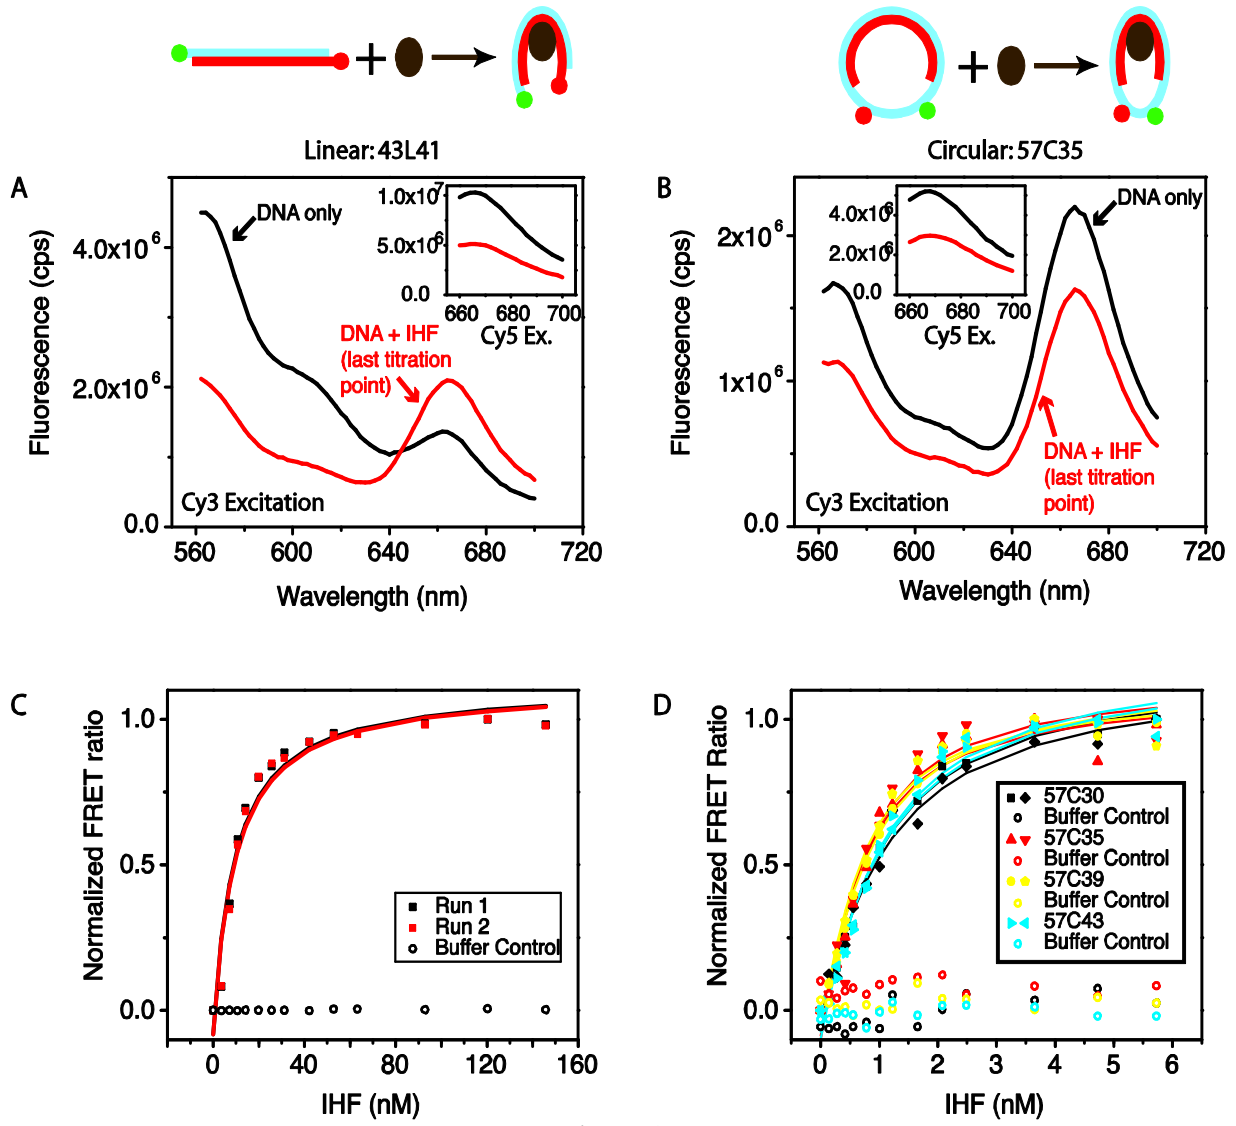 Linear: 43L41
Circular: 57C35
A
Fluorescence (cps)
4.0x10^6
2.0x10^6
0.0
DNA only
DNA + IHF
(last titration
point)
Cy3 Excitation
560 600 640 680 720
Wavelength (nm)
1.0x10^7
5.0x10^6
0.0
660 680 700
Cy5 Ex.
B
Fluorescence (cps)
2x10^6
1x10^6
0.0
DNA only
DNA + IHF
(last titration
point)
Cy3 Excitation
560 600 640 680 720
Wavelength (nm)
4.0x10^6
2.0x10^6
0.0
660 680 700
Cy5 Ex.
C
Normalized FRET ratio
1.0
0.5
0.0
Run 1
Run 2
Buffer Control
0 40 80 120 160
IHF (nM)
D
Normalized FRET Ratio
1.0
0.5
0.0
57C30
Buffer Control
57C35
Buffer Control
57C39
Buffer Control
57C43
Buffer Control
0 1 2 3 4 5 6
IHF (nM)